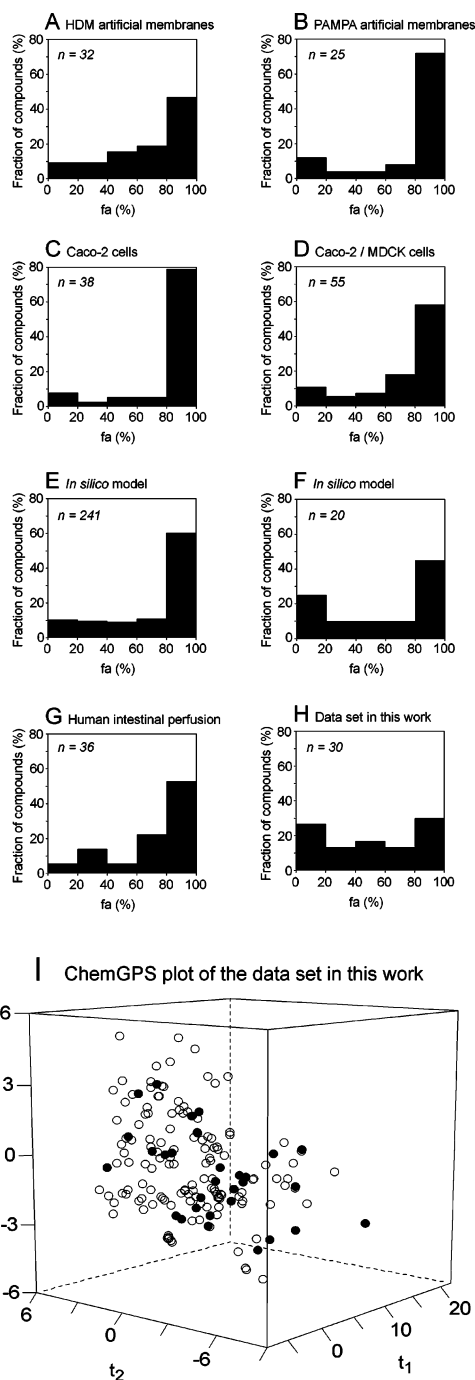 A HDM artificial membranes
Fraction of compounds (%)
80
60
40
20
0
n = 32
0 20 40 60 80 100
fa (%)
B PAMPA artificial membranes
Fraction of compounds (%)
80
60
40
20
0
n = 25
0 20 40 60 80 100
fa (%)
C Caco-2 cells
Fraction of compounds (%)
80
60
40
20
0
n = 38
0 20 40 60 80 100
fa (%)
D Caco-2 / MDCK cells
Fraction of compounds (%)
80
60
40
20
0
n = 55
0 20 40 60 80 100
fa (%)
E In silico model
Fraction of compounds (%)
80
60
40
20
0
n = 241
0 20 40 60 80 100
fa (%)
F In silico model
Fraction of compounds (%)
80
60
40
20
0
n = 20
0 20 40 60 80 100
fa (%)
G Human intestinal perfusion
Fraction of compounds (%)
80
60
40
20
0
n = 36
0 20 40 60 80 100
fa (%)
H Data set in this work
Fraction of compounds (%)
80
60
40
20
0
n = 30
0 20 40 60 80 100
fa (%)
I ChemGPS plot of the data set in this work
6
3
0
-3
-6
6 0 -6
t2
0 10 20
t1